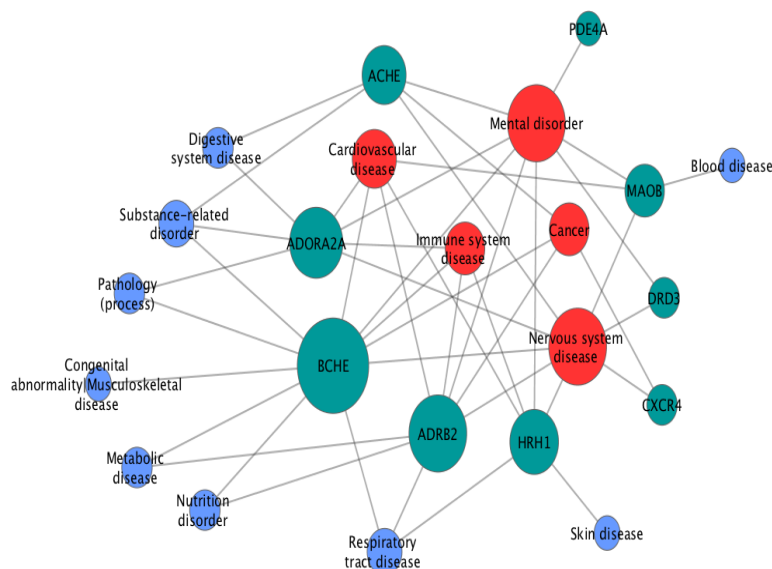 PDE4A
ACHE
Mental disorder
Digestive
system disease
Cardiovascular
disease
Blood disease
MAOB
Substance-related
disorder
ADORA2A
Immune system
disease
Cancer
Pathology
(process)
DRD3
Nervous system
disease
BCHE
Congenital
abnormality|Musculoskeletal
disease
CXCR4
ADRB2
HRH1
Metabolic
disease
Nutrition
disorder
Respiratory
tract disease
Skin disease